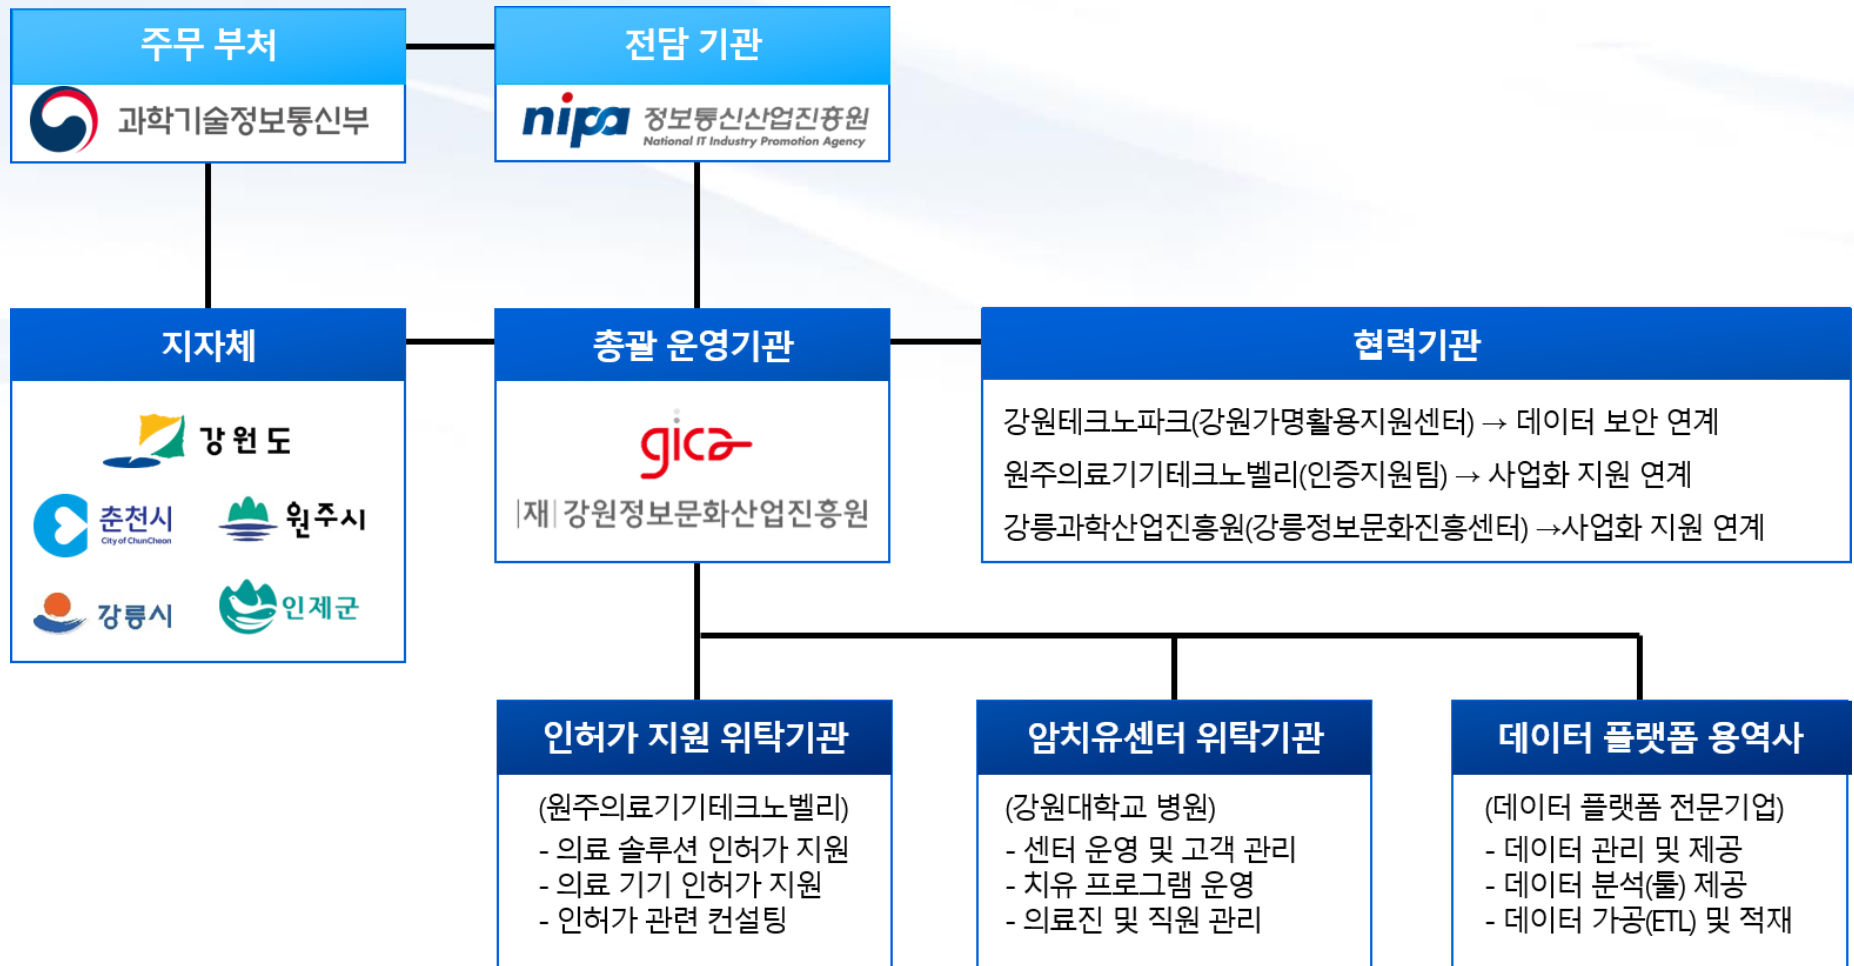 주무 부처
전담 기관
과학기술정보통신부
nipa 정보통신산업진흥원
National IT Industry Promotion Agency
지자체
총괄 운영기관
협력기관
강원도
춘천시
City of ChunCheon
원주시
강릉시
인제군
gica
|재| 강원정보문화산업진흥원
강원테크노파크(강원가명활용지원센터) → 데이터 보안 연계
원주의료기기테크노벨리(인증지원팀) → 사업화 지원 연계
강릉과학산업진흥원(강릉정보문화진흥센터) →사업화 지원 연계
인허가 지원 위탁기관
(원주의료기기테크노벨리)
- 의료 솔루션 인허가 지원
- 의료 기기 인허가 지원
- 인허가 관련 컨설팅
암치유센터 위탁기관
(강원대학교 병원)
- 센터 운영 및 고객 관리
- 치유 프로그램 운영
- 의료진 및 직원 관리
데이터 플랫폼 용역사
(데이터 플랫폼 전문기업)
- 데이터 관리 및 제공
- 데이터 분석(툴) 제공
- 데이터 가공(ETL) 및 적재